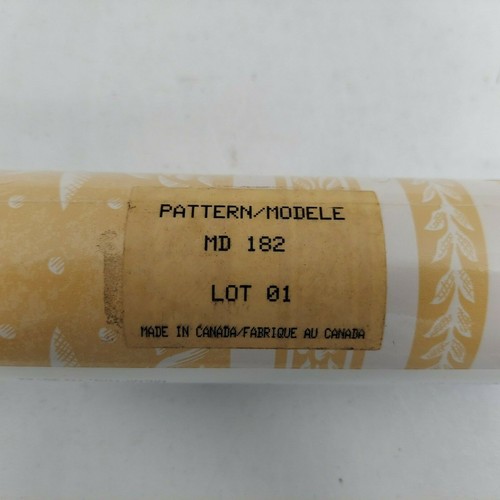 PATTERN/MODELE
MD 182
LOT 01
MADE IN CANADA/FABRIQUE AU CANADA